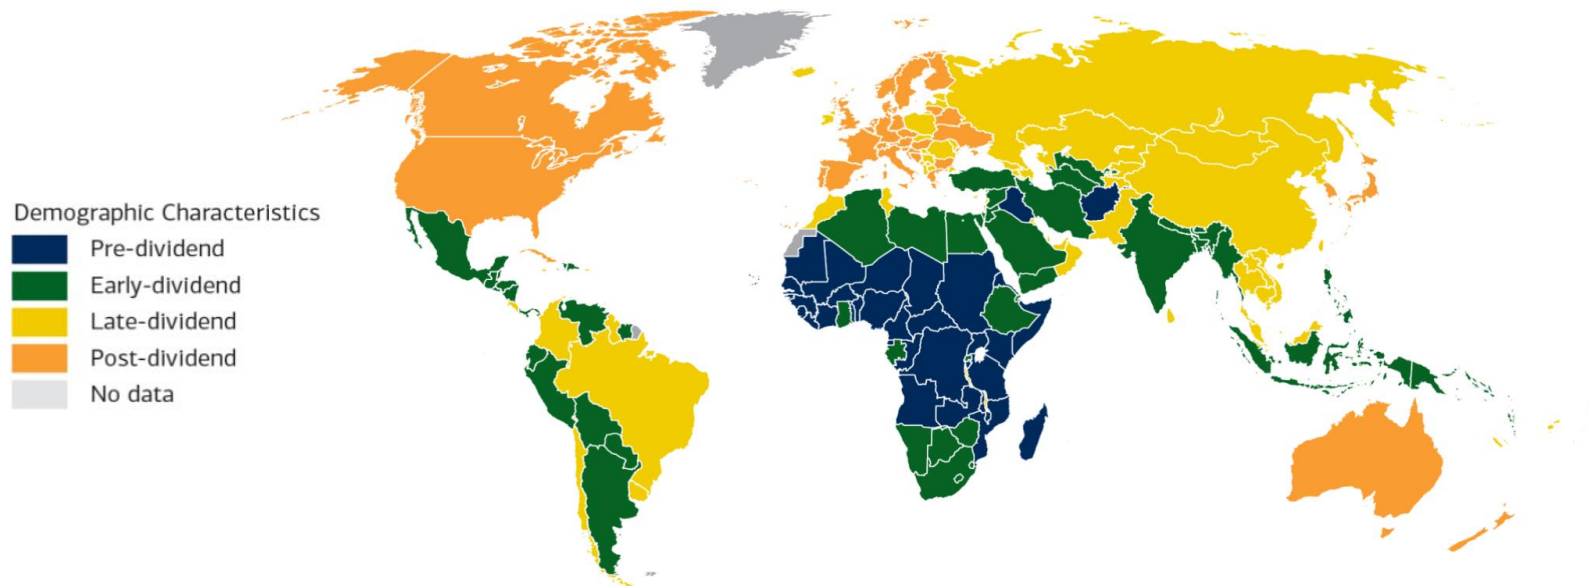 Demographic Characteristics
Pre-dividend
Early-dividend
Late-dividend
Post-dividend
No data